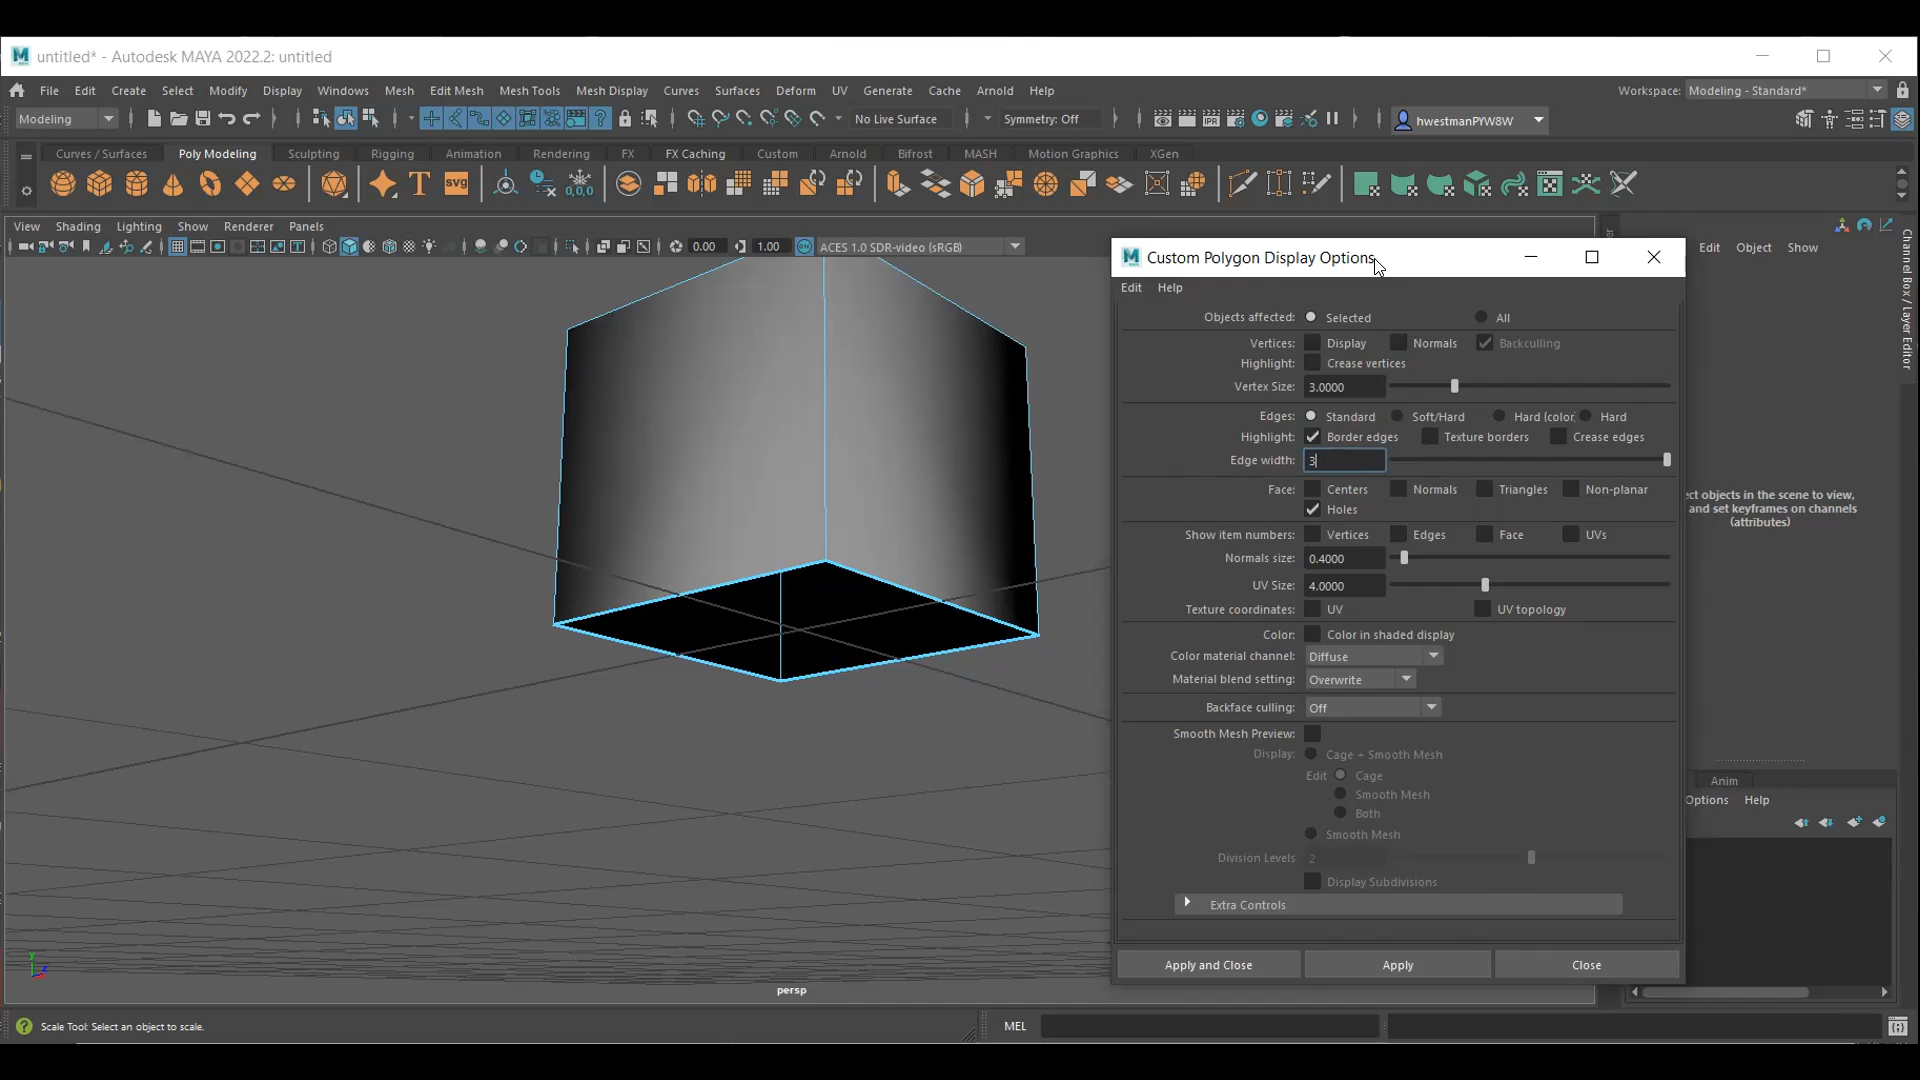 untitled* - Autodesk MAYA 2022.2: untitled
File Edit Create Select Modify Display Windows Mesh Edit Mesh Mesh Tools Mesh Display Curves Surfaces Deform UV Generate Cache Arnold Help Workspace: Modeling - Standard*
Modeling No Live Surface Symmetry: Off hwestmanPYW8W
Curves / Surfaces Poly Modeling Sculpting Rigging Animation Rendering FX FX Caching Custom Arnold Bifrost MASH Motion Graphics XGen
T SVG 0,0,0
View Shading Lighting Show Renderer Panels
0.00 1.00 ACES 1.0 SDR-video (sRGB)
Edit Object Show
Channel Box / Layer Editor
Custom Polygon Display Options
Edit Help
Objects affected: Selected All
Vertices: Display Normals Backculling
Highlight: Crease vertices
Vertex Size: 3.0000
Edges: Standard Soft/Hard Hard (color, Hard
Highlight: Border edges Texture borders Crease edges
Edge width: 3
Face: Centers Normals Triangles Non-planar
Holes
Show item numbers: Vertices Edges Face UVs
Normals size: 0.4000
UV Size: 4.0000
Texture coordinates: UV UV topology
Color: Color in shaded display
Color material channel: Diffuse
Material blend setting: Overwrite
Backface culling: Off
Smooth Mesh Preview:
Display: Cage + Smooth Mesh
Edit Cage
Smooth Mesh
Both
Smooth Mesh
Division Levels 2
Display Subdivisions
Extra Controls
Apply and Close Apply Close
ect objects in the scene to view,
and set keyframes on channels
(attributes)
Anim
Options Help
persp
Scale Tool: Select an object to scale.
MEL